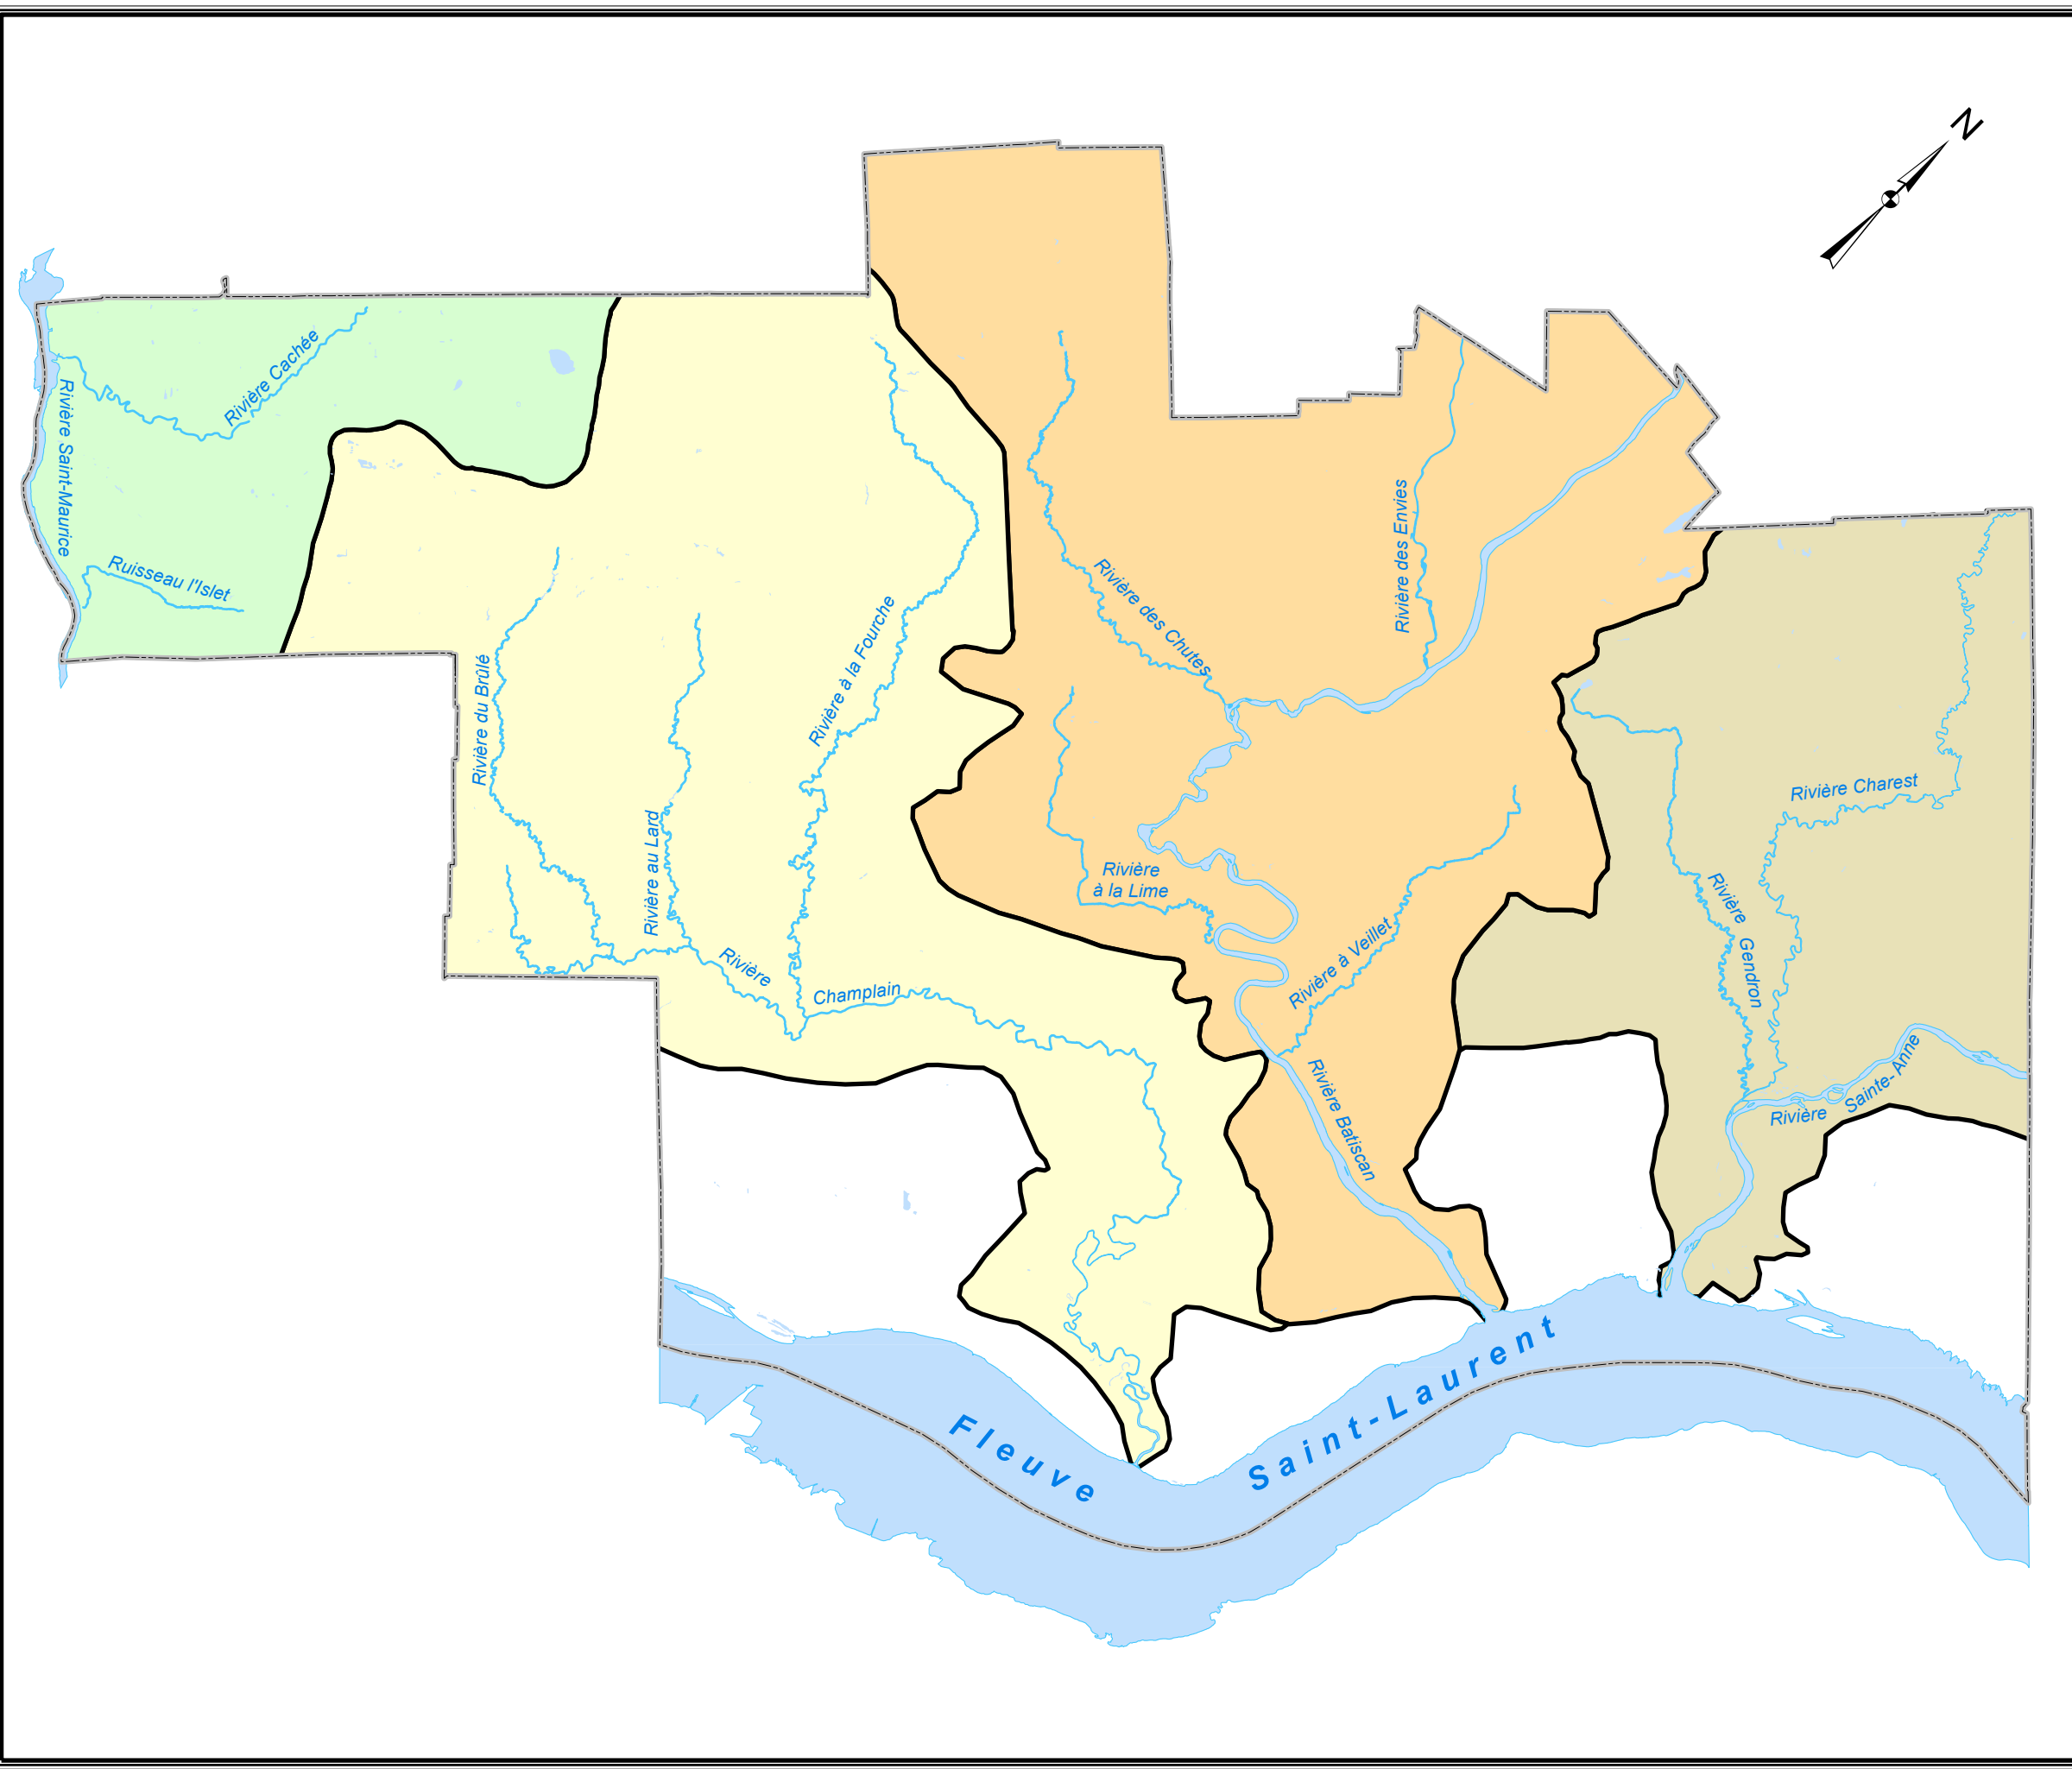 N
Rivière Cachée
Rivière Saint-Maurice
Ruisseau l'Islet
Rivière du Brûlé
Rivière au Lard
Rivière à la Fourche
Rivière
Champlain
Rivière des Chutes
Rivière des Envies
Rivière
à la Lime
Rivière à Veillet
Rivière Batiscan
Rivière Charest
Rivière Gendron
Rivière
Sainte-Anne
Fleuve
Saint-Laurent